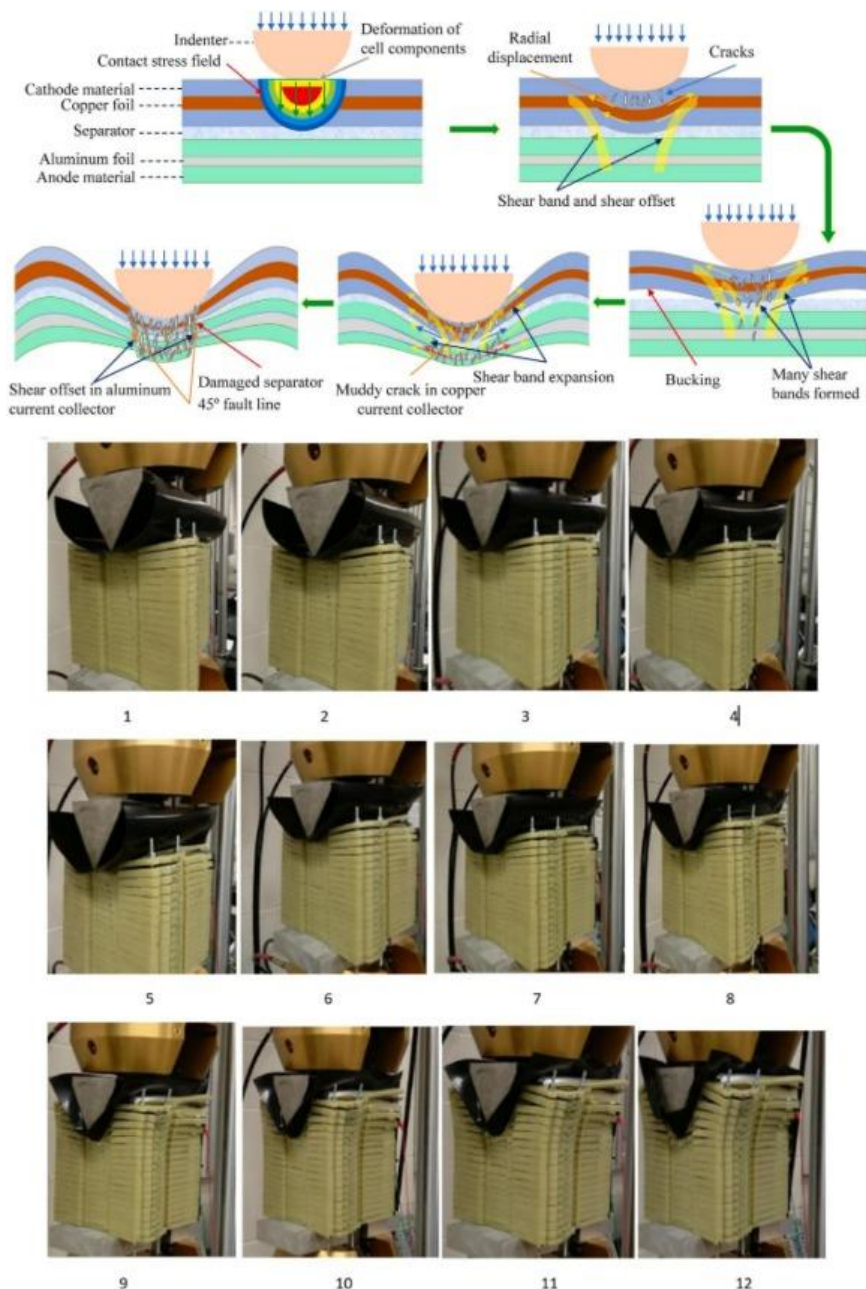 Indenter
Contact stress field
Deformation of
cell components
Cathode material
Copper foil
Separator
Aluminum foil
Anode material
Radial
displacement
Cracks
Shear band and shear offset
Shear offset in aluminum
current collector
Damaged separator
45° fault line
Muddy crack in copper
current collector
Shear band expansion
Bucking
Many shear
bands formed
1 2 3 4
5 6 7 8
9 10 11 12